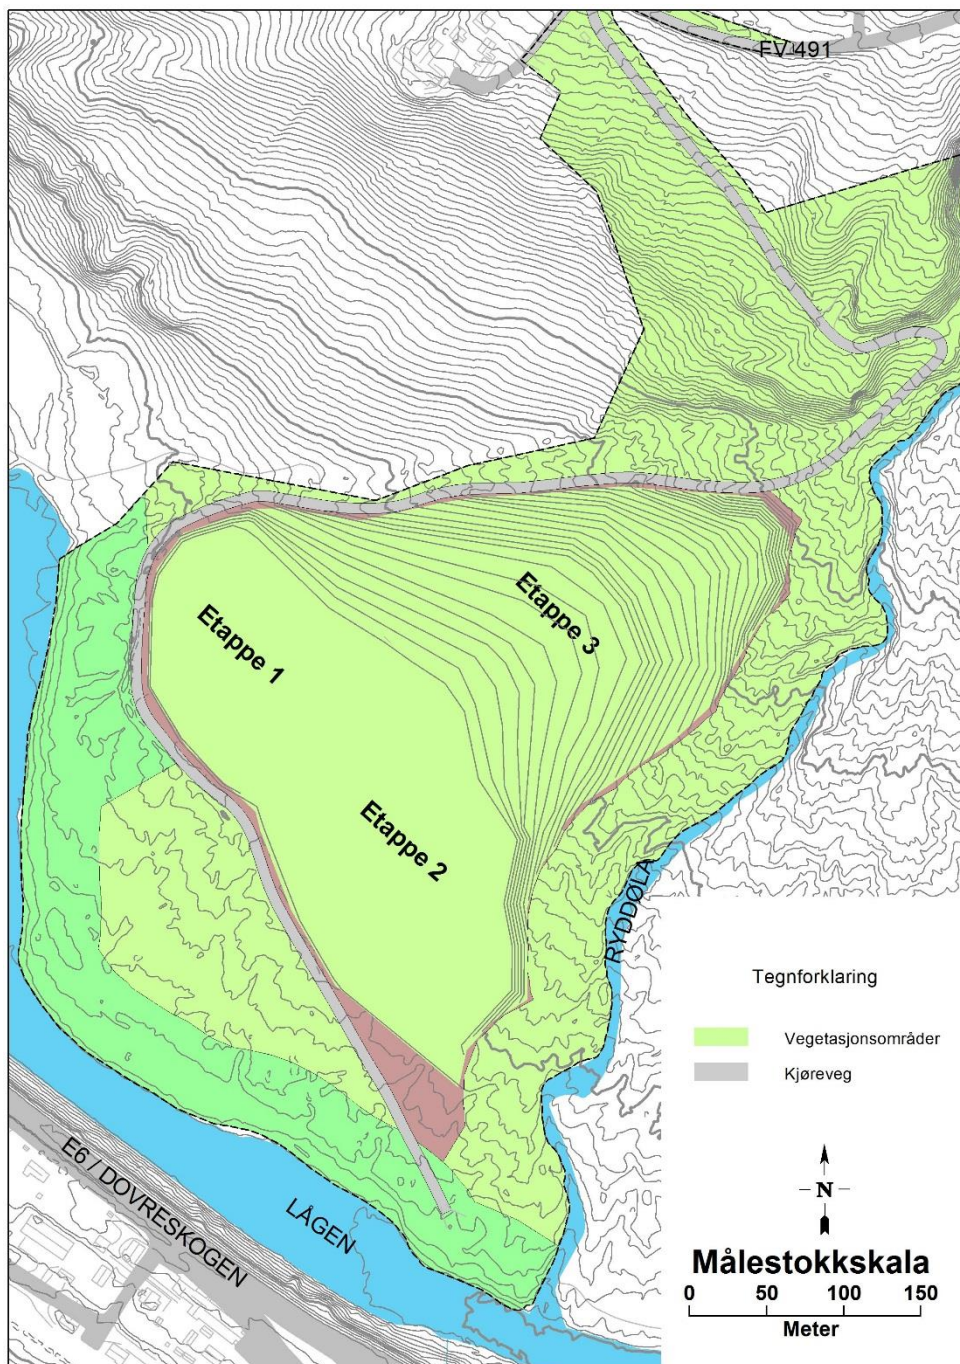 FV 491
Etappe 1
Etappe 3
Etappe 2
RYDDØLA
E6 / DOVRESKOGEN
LÅGEN
Tegnforklaring
Vegetasjonsområder
Kjøreveg
N
Målestokkskala
0 50 100 150
Meter